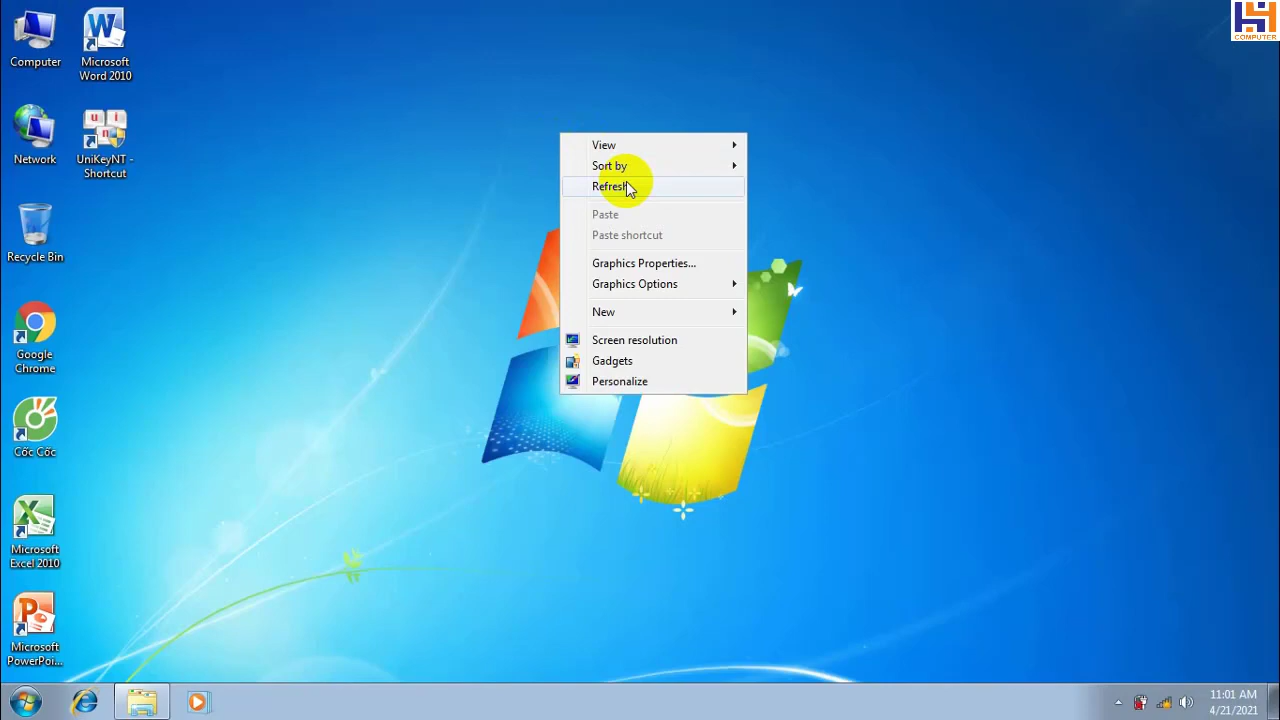 Computer
Microsoft
Word 2010
Network
UniKeyNT -
Shortcut
Recycle Bin
Google
Chrome
Cốc Cốc
Microsoft
Excel 2010
Microsoft
PowerPoi...
View
Sort by
Refresh
Paste
Paste shortcut
Graphics Properties...
Graphics Options
New
Screen resolution
Gadgets
Personalize
COMPUTER
11:01 AM
4/21/2021